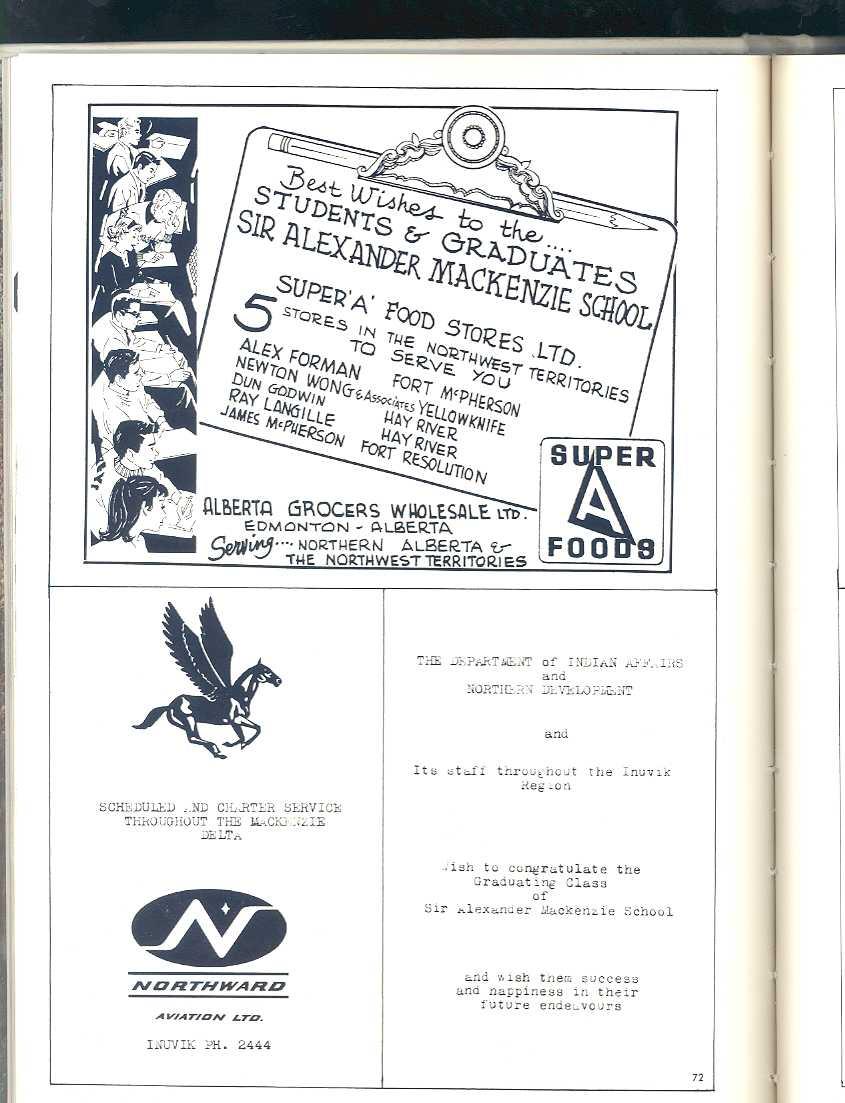 Best Wishes to the....
STUDENTS & GRADUATES
SIR ALEXANDER MACKENZIE SCHOOL
SUPER 'A' FOOD STORES LTD.
5 STORES IN THE NORTHWEST TERRITORIES
TO SERVE YOU
ALEX FORMAN FORT McPHERSON
NEWTON WONG & ASSOCIATES YELLOWKNIFE
DUN GODWIN HAY RIVER
RAY LANGILLE HAY RIVER
JAMES McPHERSON FORT RESOLUTION
SUPER
A
FOODS
ALBERTA GROCERS WHOLESALE LTD.
EDMONTON - ALBERTA
Serving.... NORTHERN ALBERTA &
THE NORTHWEST TERRITORIES
SCHEDULED AND CHARTER SERVICE
THROUGHOUT THE MACKENZIE
DELTA
N
NORTHWARD
AVIATION LTD.
INUVIK PH. 2444
THE DEPARTMENT of INDIAN AFFAIRS
and
NORTHERN DEVELOPMENT
and
Its staff throughout the Inuvik
Region
Wish to congratulate the
Graduating Class
of
Sir Alexander Mackenzie School
and wish them success
and happiness in their
future endeavours
72